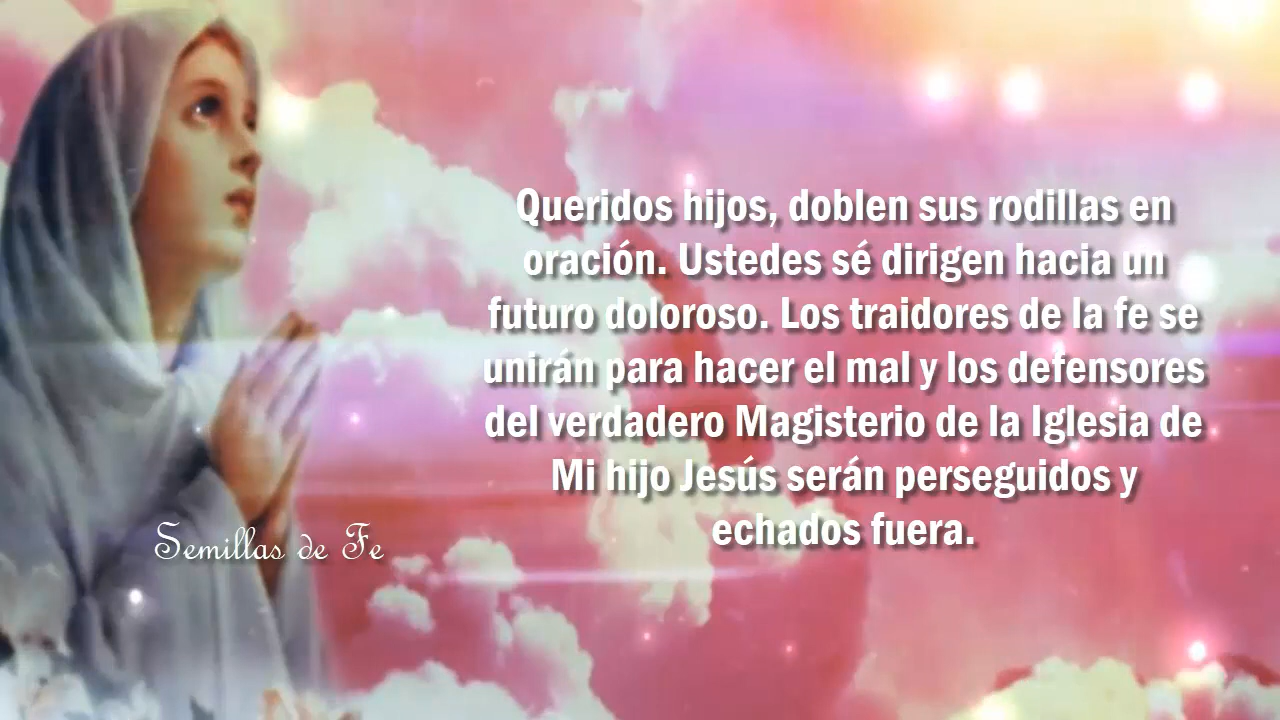 Queridos hijos, doblen sus rodillas en
oración. Ustedes sé dirigen hacia un
futuro doloroso. Los traidores de la fe se
unirán para hacer el mal y los defensores
del verdadero Magisterio de la Iglesia de
Mi hijo Jesús serán perseguidos y
echados fuera.
Semillas de Fe